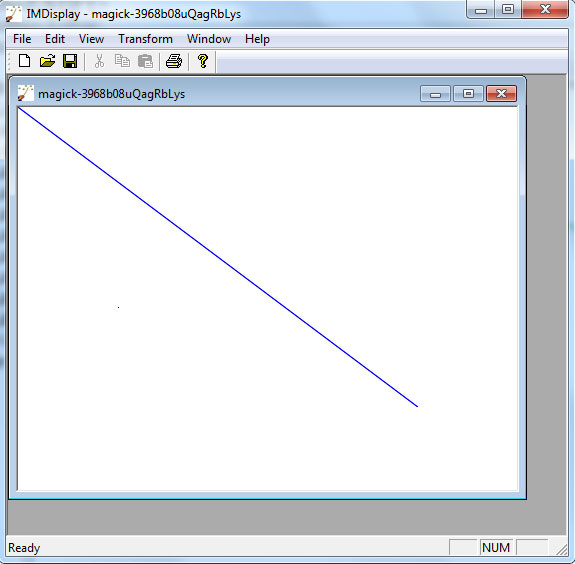 IMDisplay - magick-3968b08uQagRbLys
File Edit View Transform Window Help
magick-3968b08uQagRbLys
Ready NUM